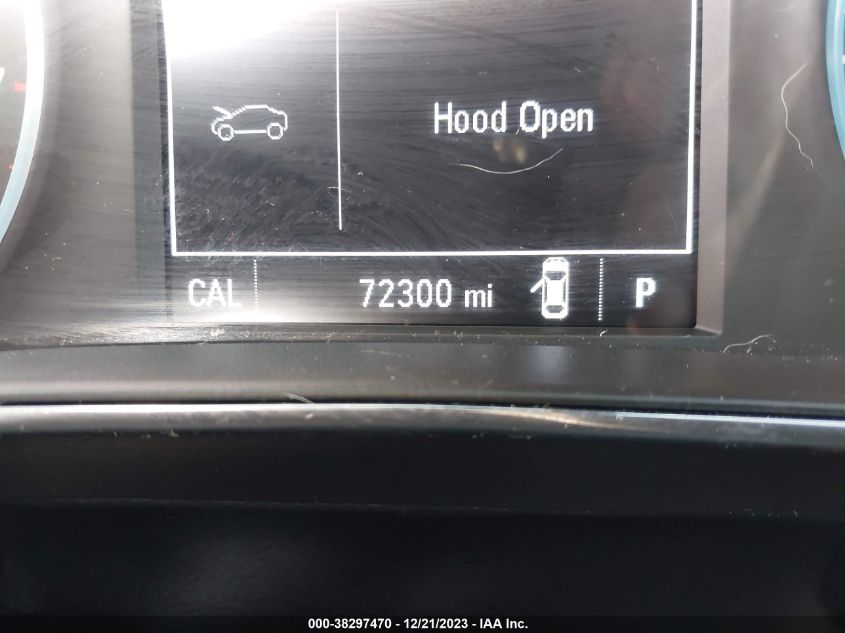 Hood Open
CAL 72300 mi P
000-38297470 - 12/21/2023 - IAA Inc.